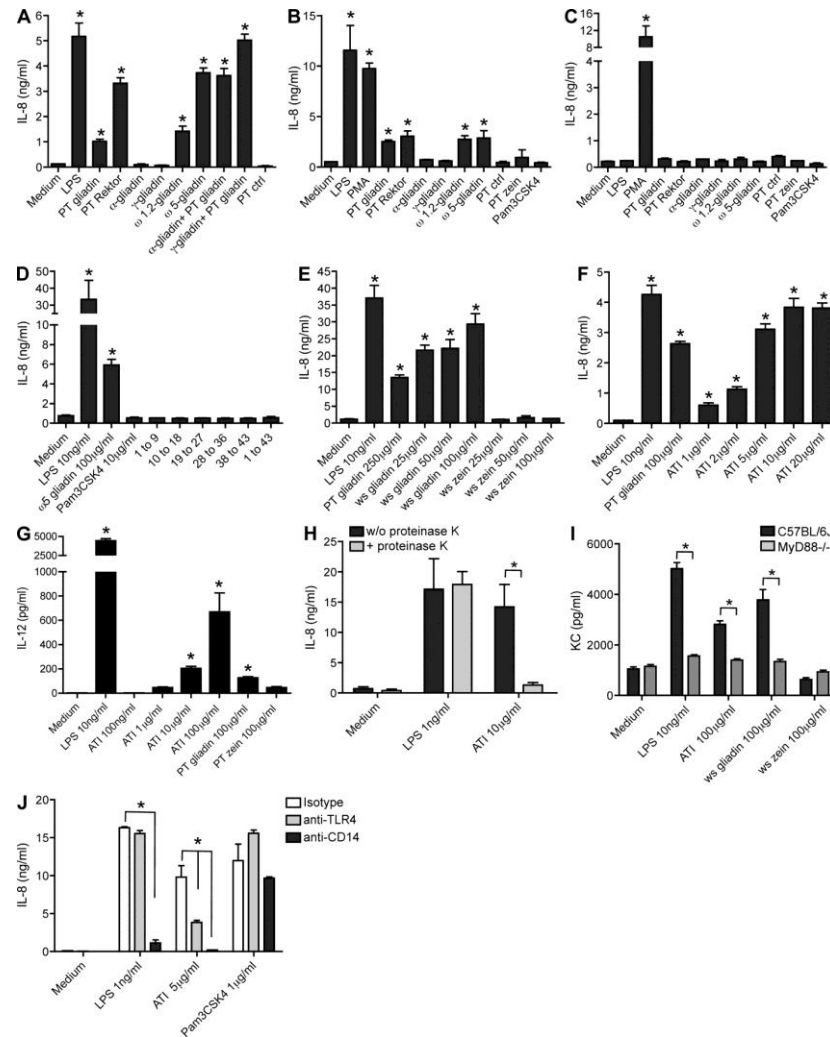 A
IL-8 (ng/ml)
6
5
4
3
2
1
0
Medium
LPS
PT gliadin
PT Rektor
α-gliadin
γ-gliadin
ω 1.2-gliadin
ω 5-gliadin
α-gliadin+ PT gliadin
γ-gliadin+ PT gliadin
PT ctrl
* * * * * * *
B
IL-8 (ng/ml)
15
10
5
0
Medium
LPS
PMA
PT gliadin
PT Rektor
α-gliadin
γ-gliadin
ω 1.2-gliadin
ω 5-gliadin
PT ctrl
PT zein
Pam3CSK4
* * * * * *
C
IL-8 (ng/ml)
16
12
8
4
4
2
0
Medium
LPS
PMA
PT gliadin
PT Rektor
α-gliadin
γ-gliadin
ω 1.2-gliadin
ω 5-gliadin
PT ctrl
PT zein
Pam3CSK4
*
D
IL-8 (ng/ml)
50
40
30
20
10
8
6
4
2
0
Medium
LPS 10ng/ml
ω5 gliadin 100µg/ml
Pam3CSK4 10µg/ml
1 to 9
10 to 18
19 to 27
28 to 36
38 to 43
1 to 43
* *
E
IL-8 (ng/ml)
50
40
35
30
25
20
15
10
5
0
Medium
LPS 10ng/ml
PT gliadin 250µg/ml
ws gliadin 25µg/ml
ws gliadin 50µg/ml
ws gliadin 100µg/ml
ws zein 25µg/ml
ws zein 50µg/ml
ws zein 100µg/ml
* * * * *
F
IL-8 (ng/ml)
5
4
3
2
1
0
Medium
LPS 10ng/ml
PT gliadin 100µg/ml
ATI 1µg/ml
ATI 2µg/ml
ATI 5µg/ml
ATI 10µg/ml
ATI 20µg/ml
* * * * * * *
G
IL-12 (pg/ml)
5000
2500
1000
800
600
400
200
0
Medium
LPS 10ng/ml
ATI 100ng/ml
ATI 1µg/ml
ATI 10µg/ml
ATI 100µg/ml
PT gliadin 100µg/ml
PT zein 100µg/ml
* * * *
H
w/o proteinase K
+ proteinase K
IL-8 (ng/ml)
25
20
15
10
5
0
Medium
LPS 1ng/ml
ATI 10µg/ml
*
I
C57BL/6J
MyD88-/-
KC (pg/ml)
6000
4000
2000
0
Medium
LPS 10ng/ml
ATI 100µg/ml
ws gliadin 100µg/ml
ws zein 100µg/ml
* * *
J
Isotype
anti-TLR4
anti-CD14
IL-8 (ng/ml)
20
15
10
5
0
Medium
LPS 1ng/ml
ATI 5µg/ml
Pam3CSK4 1µg/ml
* *